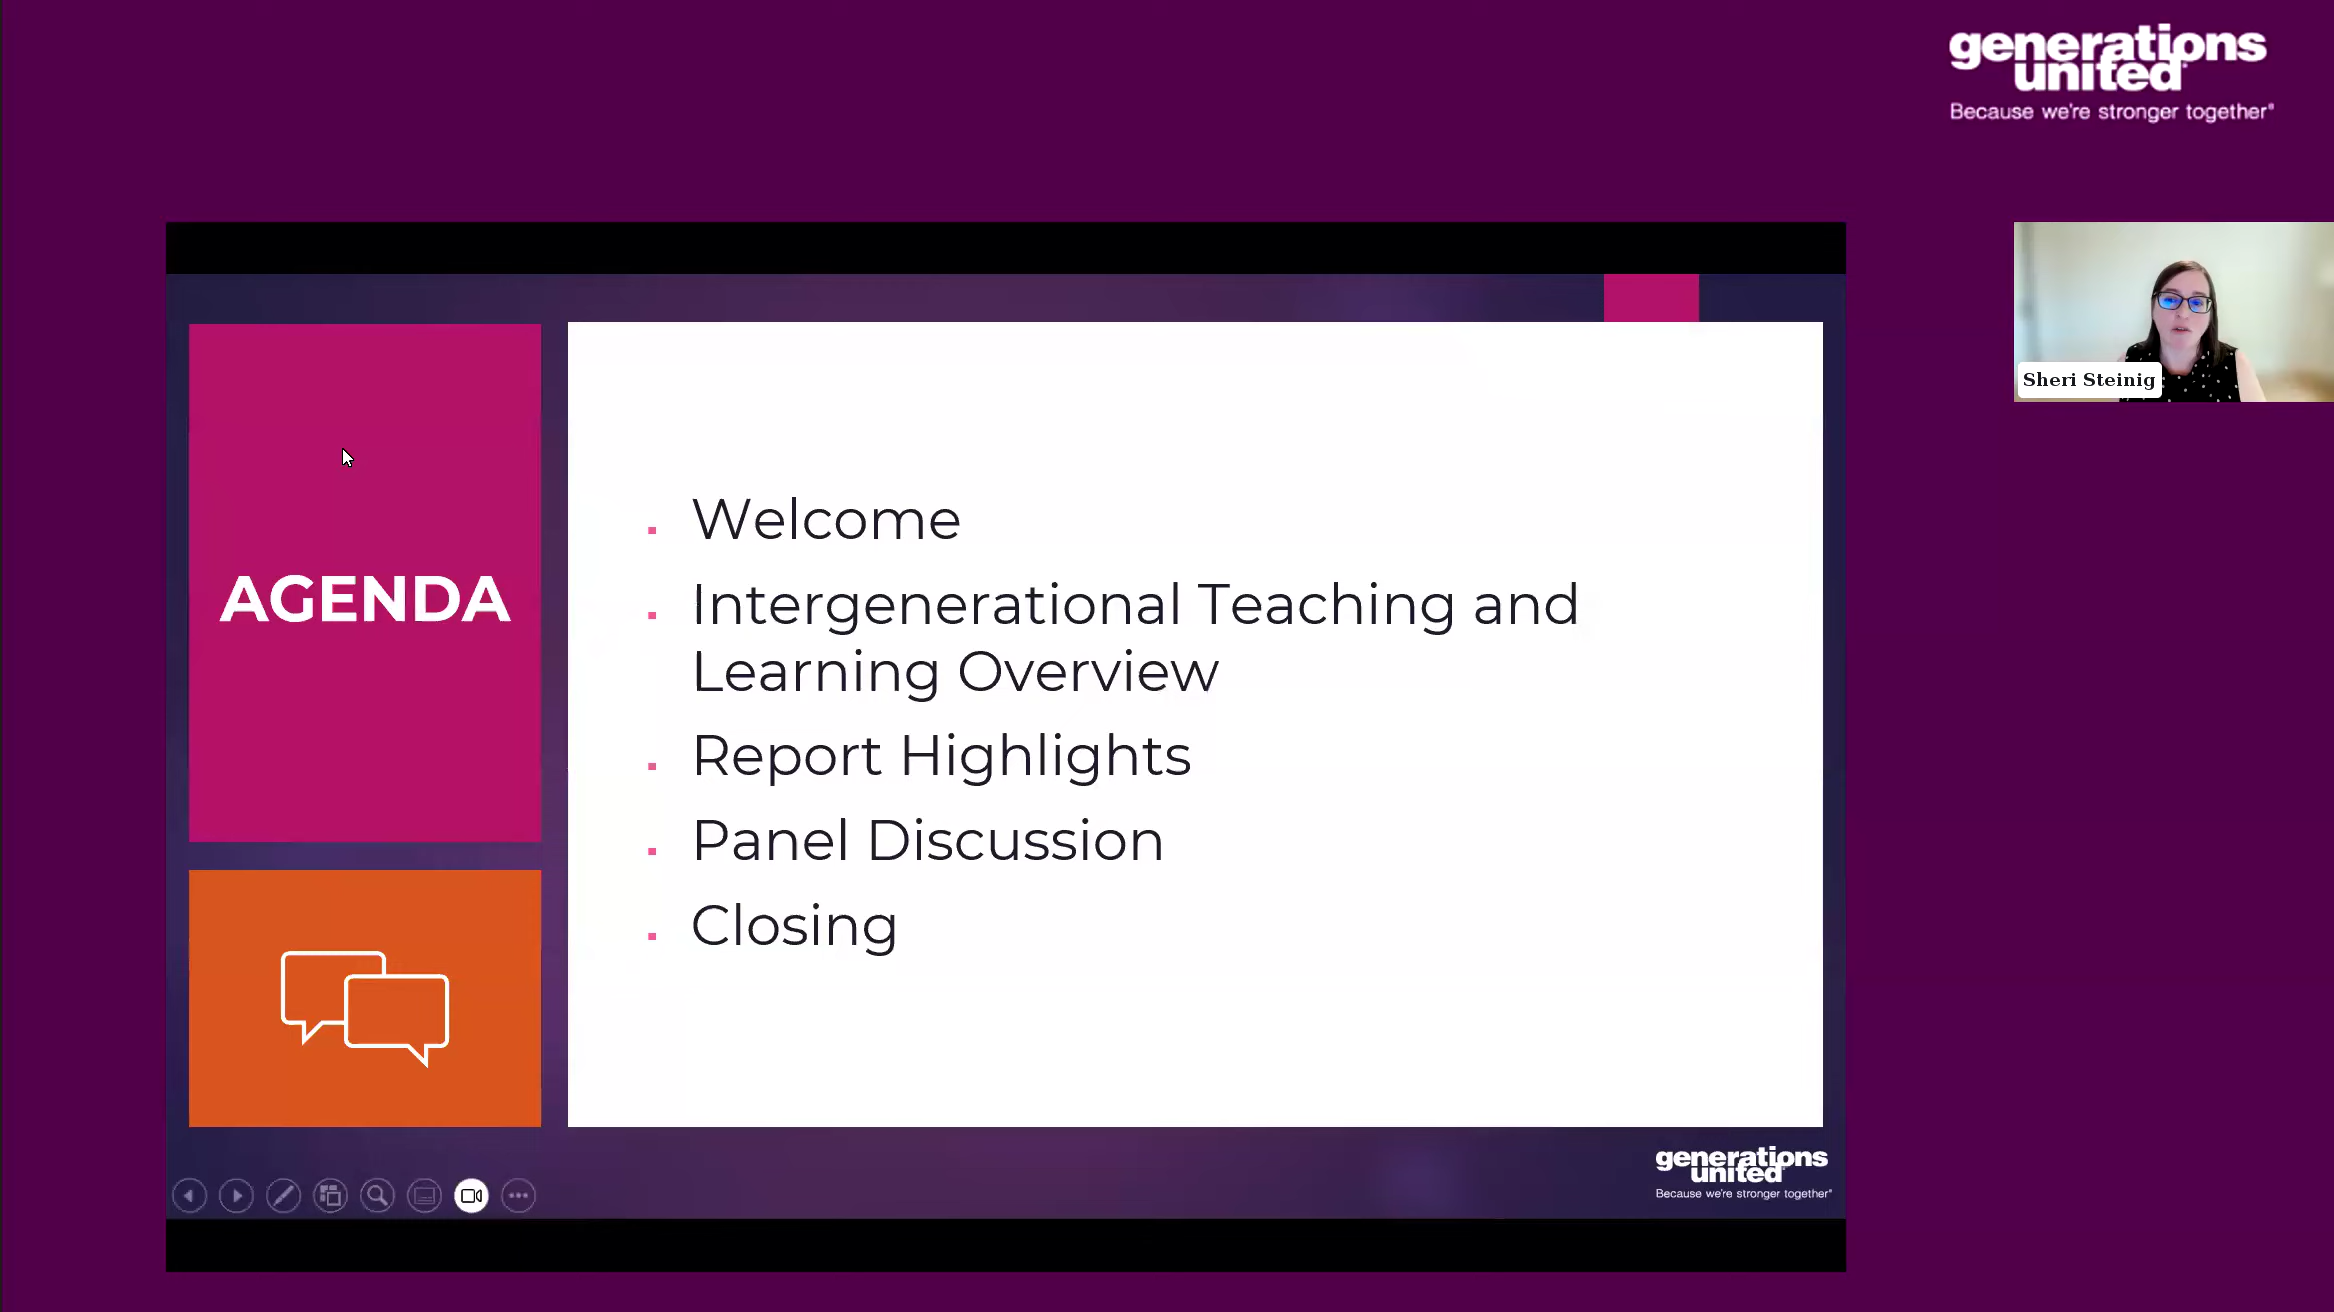 generations
united
Because we're stronger together®
Sheri Steinig
AGENDA
Welcome
Intergenerational Teaching and
Learning Overview
Report Highlights
Panel Discussion
Closing
generations
united
Because we're stronger together®